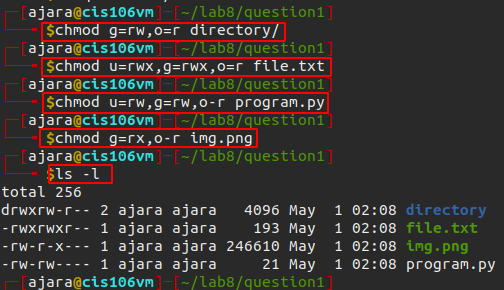 [ajara@cis106vm]-[~/lab8/question1]
$chmod g=rw,o=r directory/
[ajara@cis106vm]-[~/lab8/question1]
$chmod u=rwx,g=rwx,o=r file.txt
[ajara@cis106vm]-[~/lab8/question1]
$chmod u=rw,g=rw,o-r program.py
[ajara@cis106vm]-[~/lab8/question1]
$chmod g=rx,o-r img.png
[ajara@cis106vm]-[~/lab8/question1]
$ls -l
total 256
drwxrw-r-- 2 ajara ajara   4096 May  1 02:08 directory
-rwxrwxr-- 1 ajara ajara    193 May  1 02:08 file.txt
-rw-r-x--- 1 ajara ajara 246610 May  1 02:08 img.png
-rw-rw---- 1 ajara ajara     21 May  1 02:08 program.py